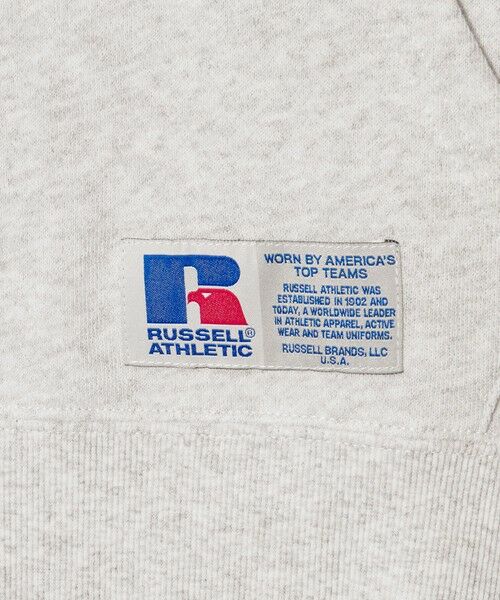 RUSSELL®
ATHLETIC
WORN BY AMERICA'S
TOP TEAMS
RUSSELL ATHLETIC WAS
ESTABLISHED IN 1902 AND
TODAY, A WORLDWIDE LEADER
IN ATHLETIC APPAREL, ACTIVE
WEAR AND TEAM UNIFORMS.
RUSSELL BRANDS, LLC
U.S.A.